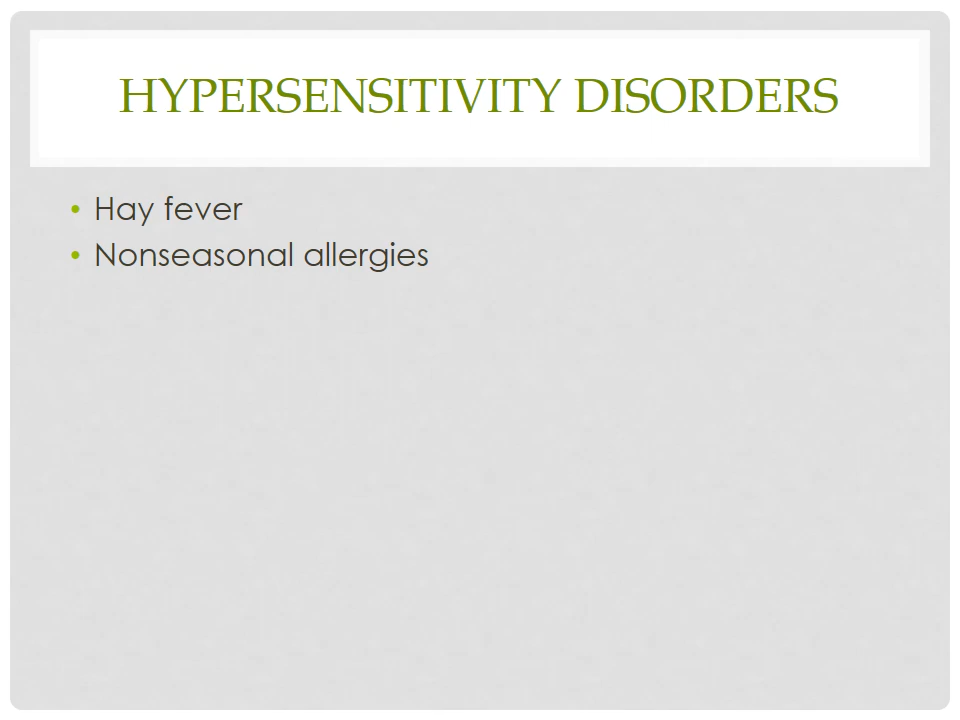 HYPERSENSITIVITY DISORDERS
• Hay fever
• Nonseasonal allergies